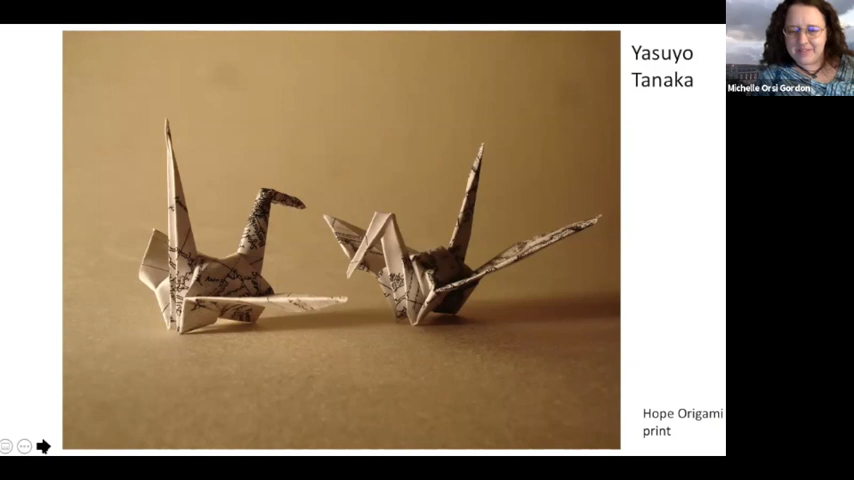 Yasuyo
Tanaka
Michelle Orsi Gordon
Hope Origami
print